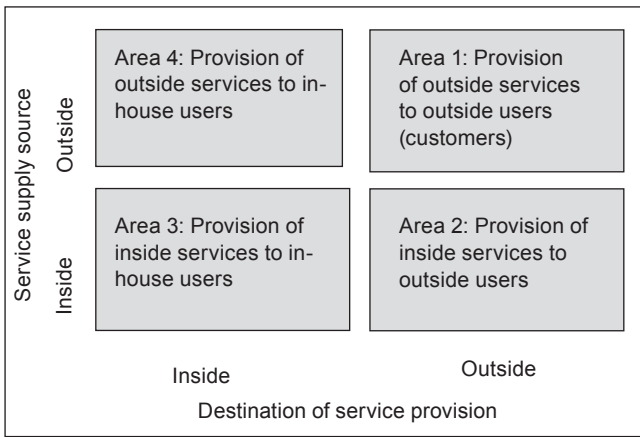 Area 4: Provision of
outside services to in-
house users
Area 1: Provision
of outside services
to outside users
(customers)
Area 3: Provision of
inside services to in-
house users
Area 2: Provision of
inside services to
outside users
Service supply source
Outside
Inside
Inside
Outside
Destination of service provision